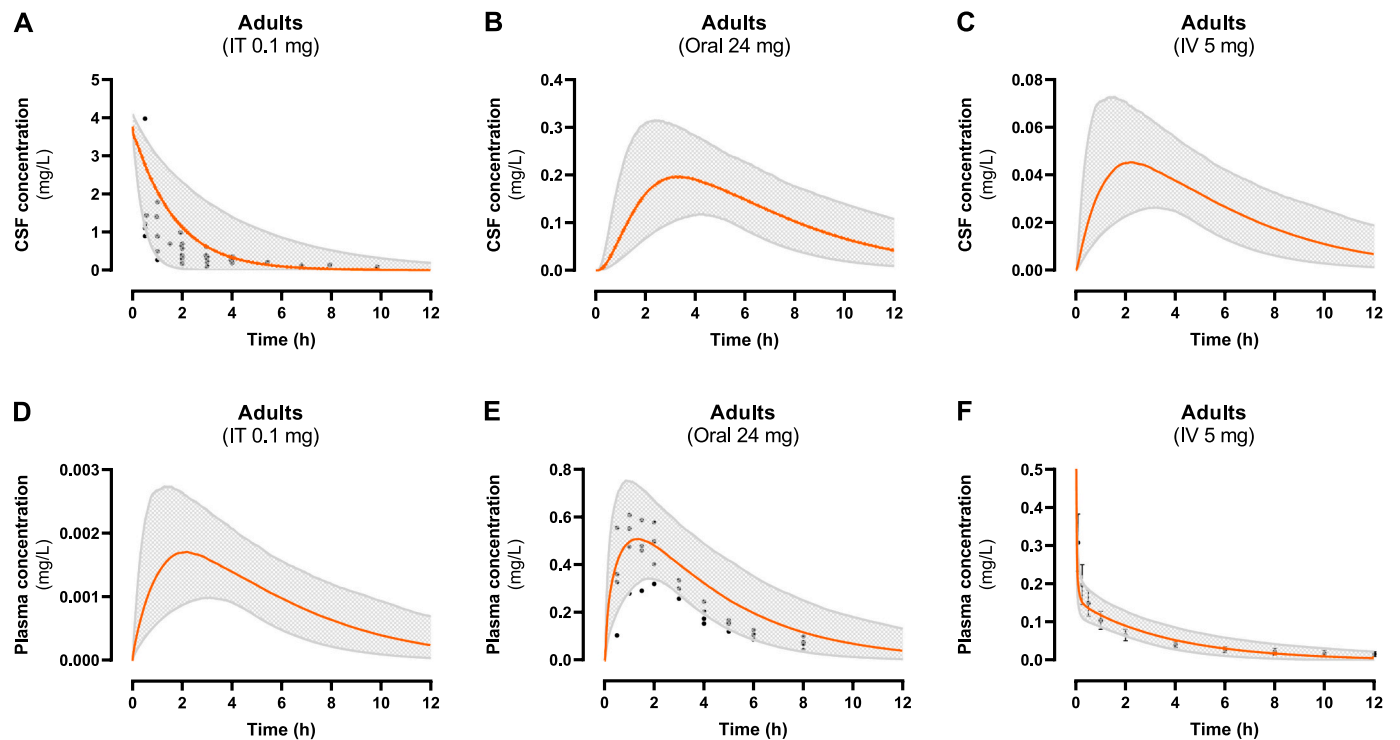 A
Adults
(IT 0.1 mg)
CSF concentration
(mg/L)
5
4
3
2
1
0
0 2 4 6 8 10 12
Time (h)
B
Adults
(Oral 24 mg)
CSF concentration
(mg/L)
0.4
0.3
0.2
0.1
0.0
0 2 4 6 8 10 12
Time (h)
C
Adults
(IV 5 mg)
CSF concentration
(mg/L)
0.08
0.06
0.04
0.02
0.00
0 2 4 6 8 10 12
Time (h)
D
Adults
(IT 0.1 mg)
Plasma concentration
(mg/L)
0.003
0.002
0.001
0.000
0 2 4 6 8 10 12
Time (h)
E
Adults
(Oral 24 mg)
Plasma concentration
(mg/L)
0.8
0.6
0.4
0.2
0.0
0 2 4 6 8 10 12
Time (h)
F
Adults
(IV 5 mg)
Plasma concentration
(mg/L)
0.5
0.4
0.3
0.2
0.1
0.0
0 2 4 6 8 10 12
Time (h)